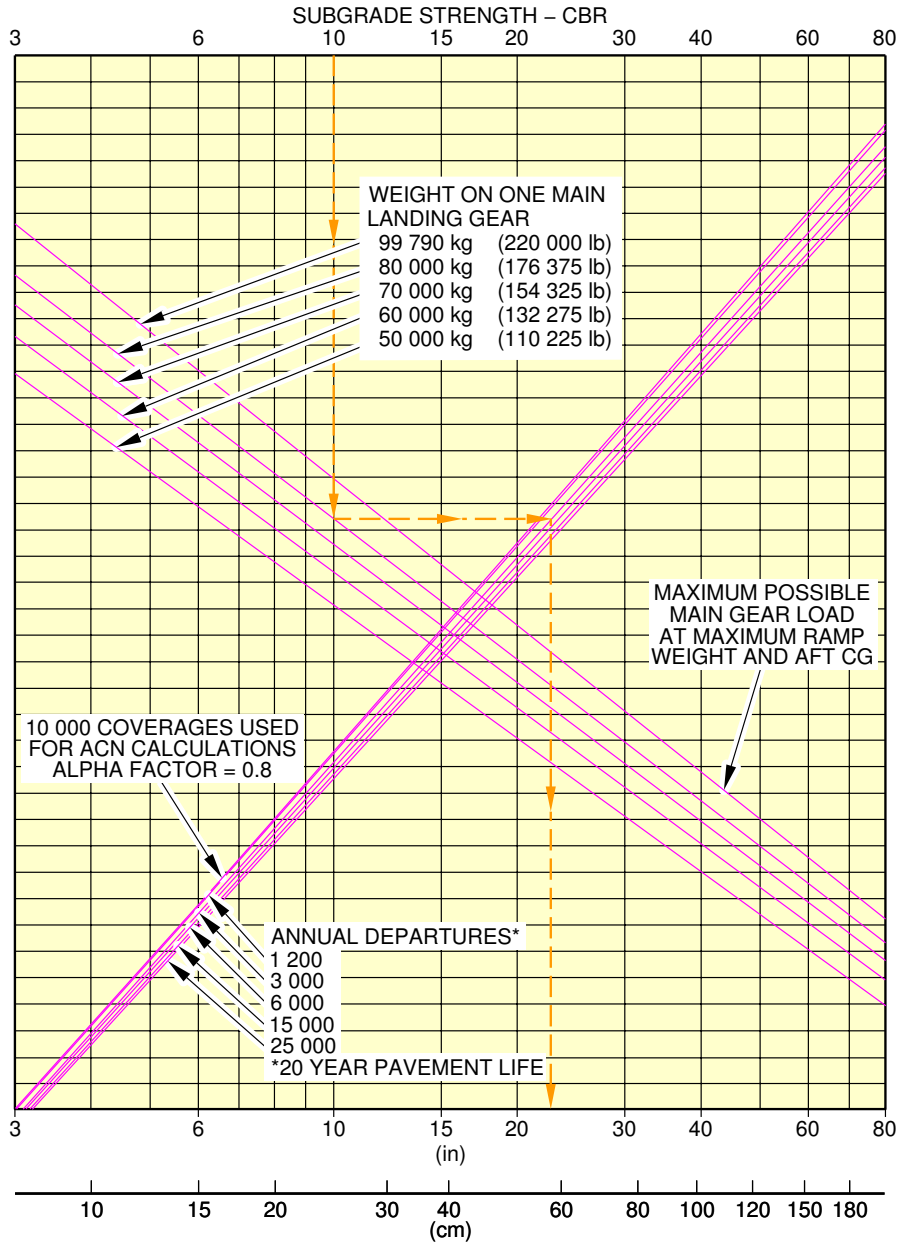 SUBGRADE STRENGTH – CBR
3 6 10 15 20 30 40 60 80
WEIGHT ON ONE MAIN
LANDING GEAR
99 790 kg (220 000 lb)
80 000 kg (176 375 lb)
70 000 kg (154 325 lb)
60 000 kg (132 275 lb)
50 000 kg (110 225 lb)
MAXIMUM POSSIBLE
MAIN GEAR LOAD
AT MAXIMUM RAMP
WEIGHT AND AFT CG
10 000 COVERAGES USED
FOR ACN CALCULATIONS
ALPHA FACTOR = 0.8
ANNUAL DEPARTURES*
1 200
3 000
6 000
15 000
25 000
*20 YEAR PAVEMENT LIFE
3 6 10 15 20 30 40 60 80
(in)
10 15 20 30 40 60 80 100 120 150 180
(cm)